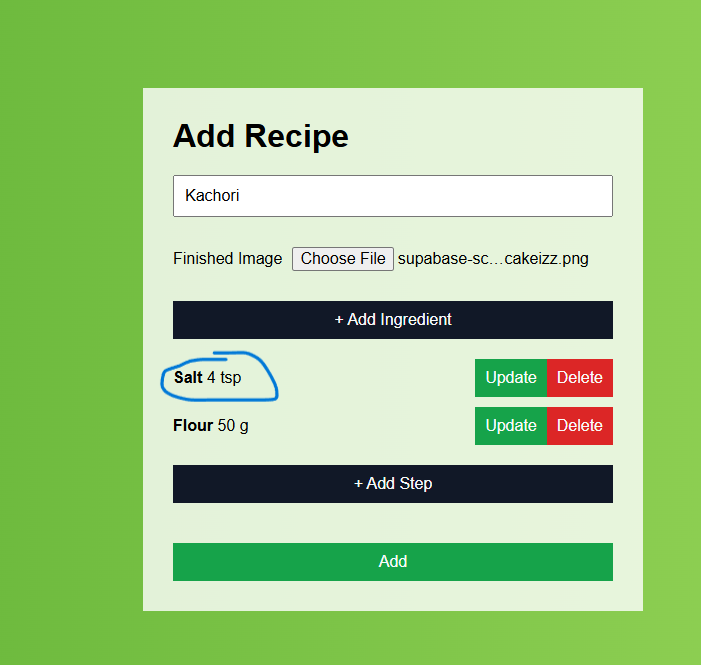 Add Recipe
Kachori
Finished Image Choose File supabase-sc...cakeizz.png
+ Add Ingredient
Salt 4 tsp Update Delete
Flour 50 g Update Delete
+ Add Step
Add